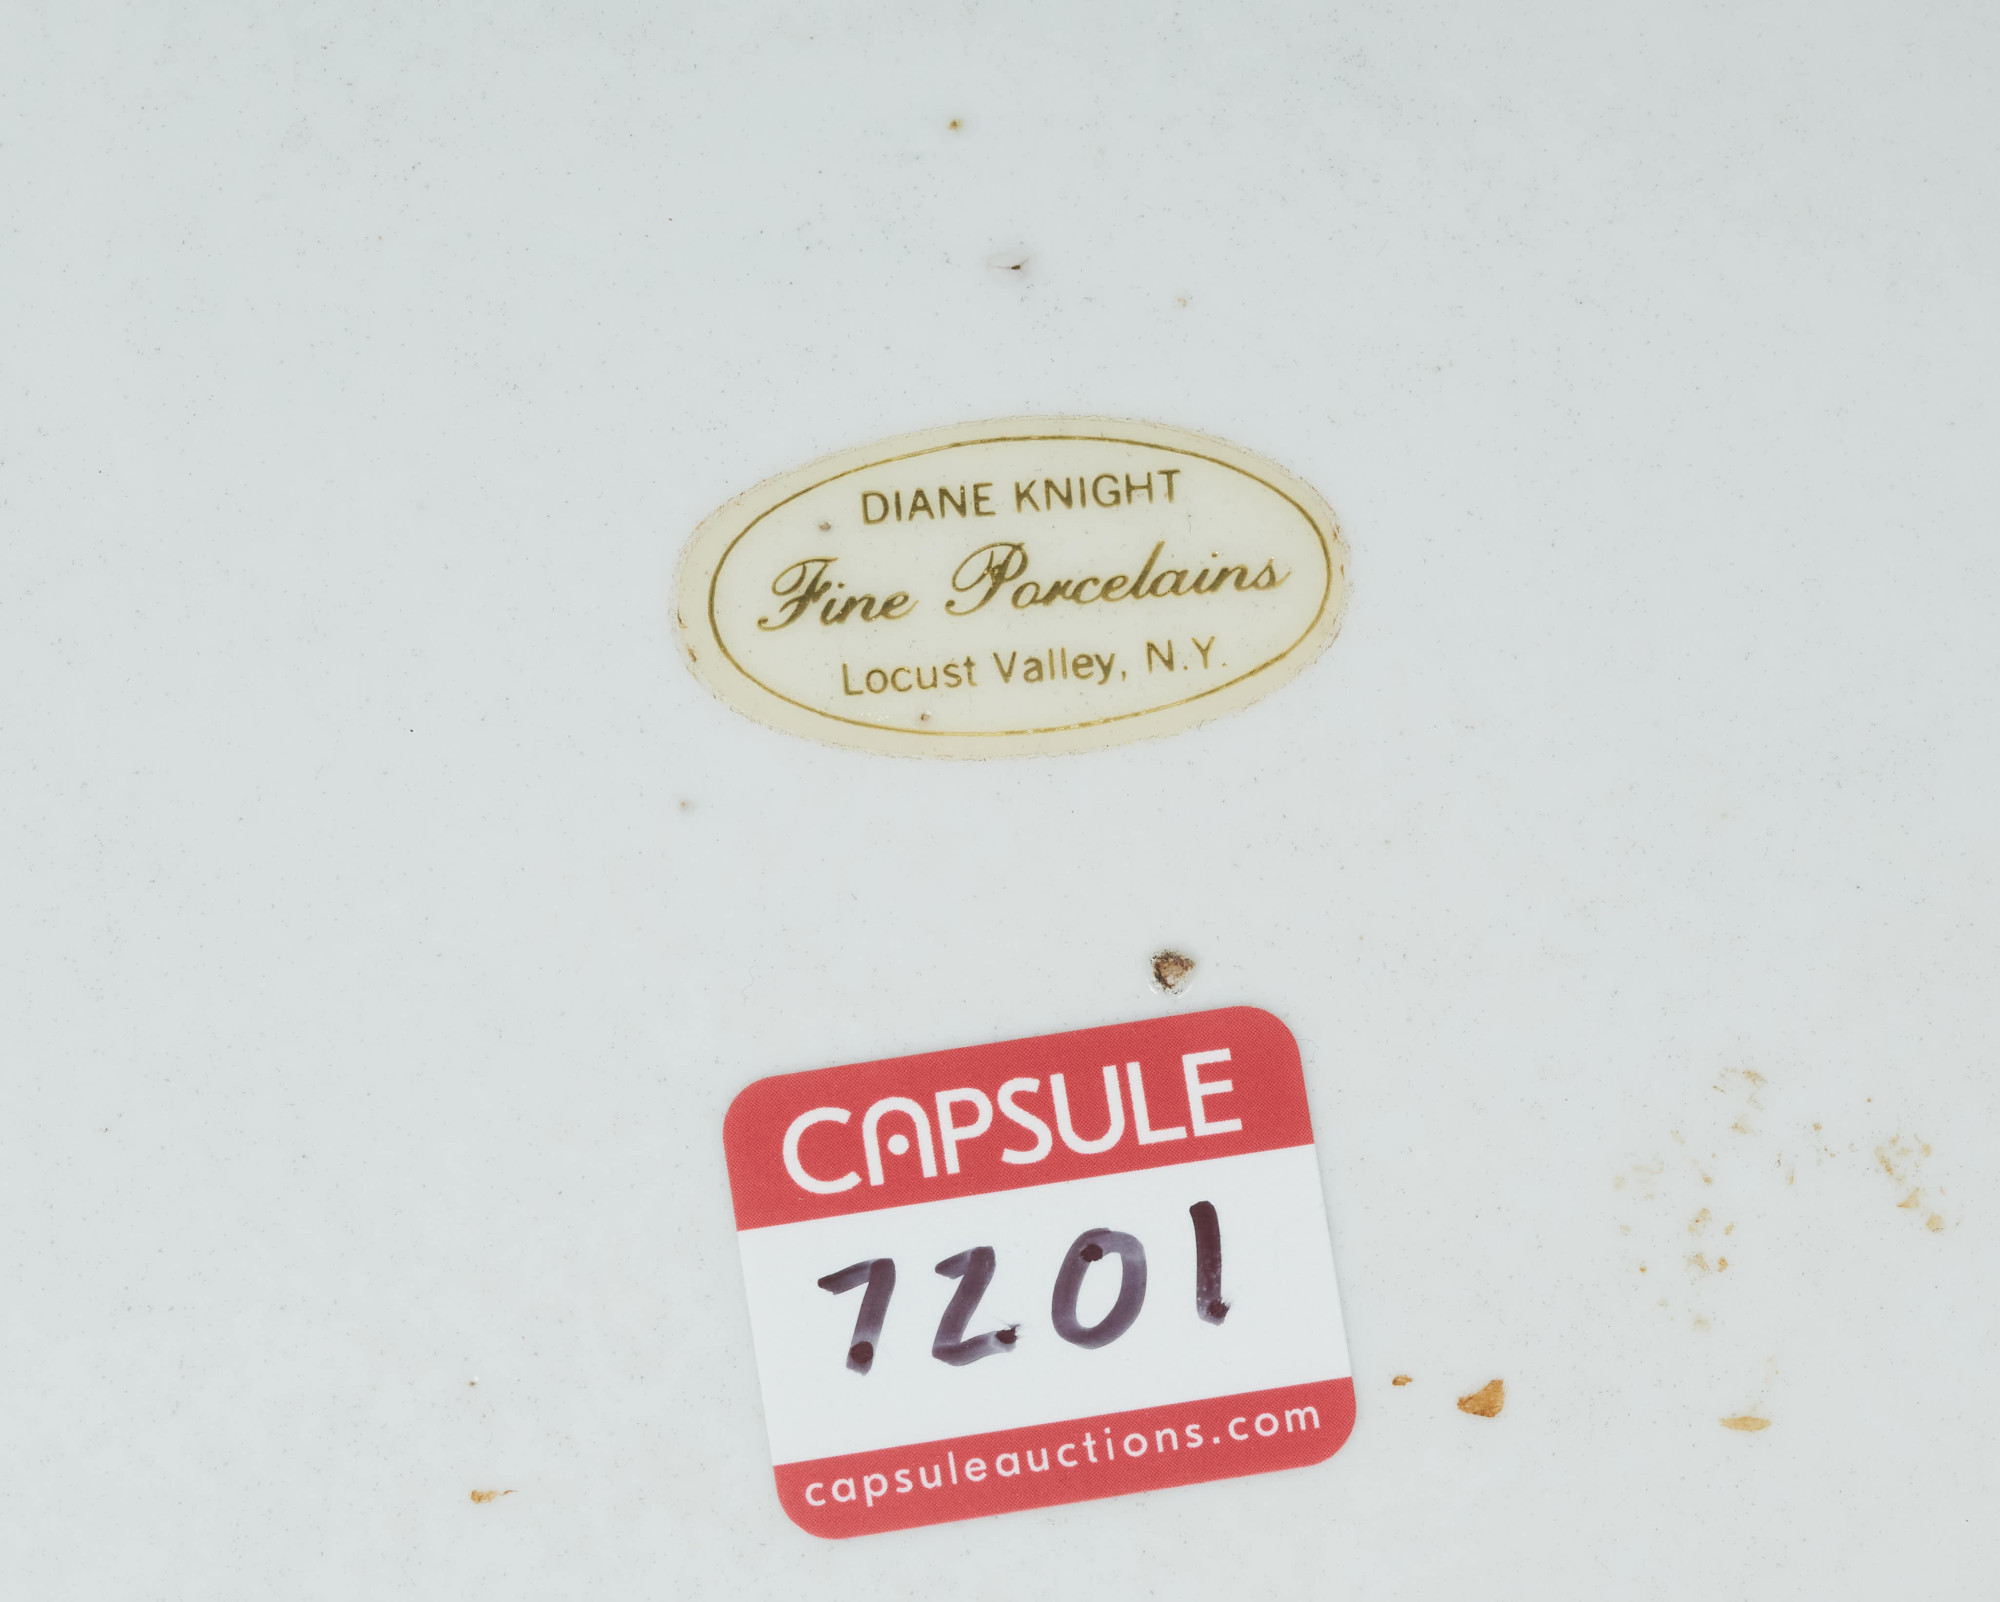 DIANE KNIGHT
Fine Porcelains
Locust Valley, N.Y.
CAPSULE
7201
capsuleauctions.com